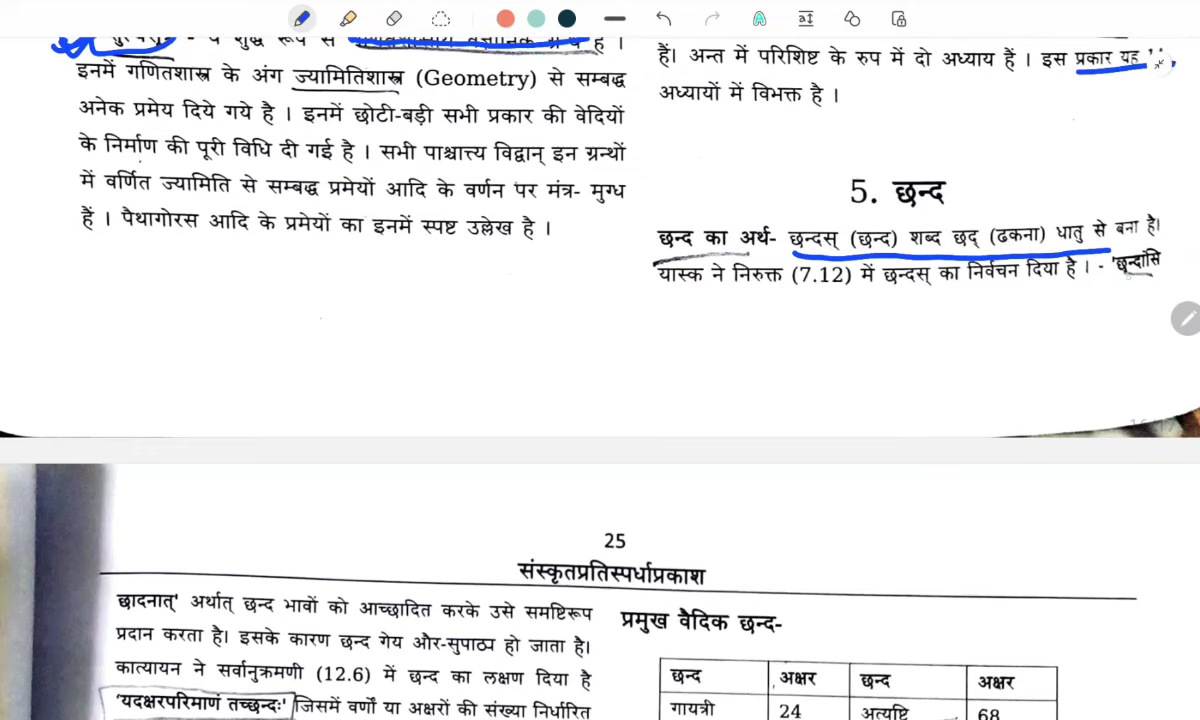 शुद्ध रूप से
इनमें गणितशास्त्र के अंग ज्यामितिशास्त्र (Geometry) से सम्बद्ध
अनेक प्रमेय दिये गये है । इनमें छोटी-बड़ी सभी प्रकार की वेदियों
के निर्माण की पूरी विधि दी गई है । सभी पाश्चात्त्य विद्वान् इन ग्रन्थों
में वर्णित ज्यामिति से सम्बद्ध प्रमेयों आदि के वर्णन पर मंत्र- मुग्ध
हैं । पैथागोरस आदि के प्रमेयों का इनमें स्पष्ट उल्लेख है ।
हैं। अन्त में परिशिष्ट के रुप में दो अध्याय हैं । इस प्रकार यह
अध्यायों में विभक्त है ।
5. छन्द
छन्द का अर्थ- छन्दस् (छन्द) शब्द छद् (ढकना) धातु से बना है।
यास्क ने निरुक्त (7.12) में छन्दस् का निर्वचन दिया है । - 'छन्दांसि
25
संस्कृतप्रतिस्पर्धाप्रकाश
छादनात्' अर्थात् छन्द भावों को आच्छादित करके उसे समष्टिरूप
प्रदान करता है। इसके कारण छन्द गेय और-सुपाठ्य हो जाता है।
कात्यायन ने सर्वानुक्रमणी (12.6) में छन्द का लक्षण दिया है
'यदक्षरपरिमाणं तच्छन्दः' जिसमें वर्णों या अक्षरों की संख्या निर्धारित
प्रमुख वैदिक छन्द-
छन्द अक्षर छन्द अक्षर
गायत्री 24 अत्यष्टि 68